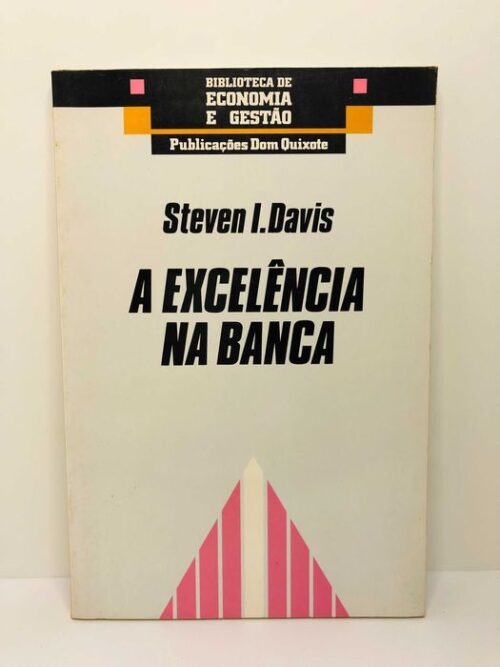 BIBLIOTECA DE
ECONOMIA
E GESTÃO
Publicações Dom Quixote
Steven I. Davis
A EXCELÊNCIA
NA BANCA